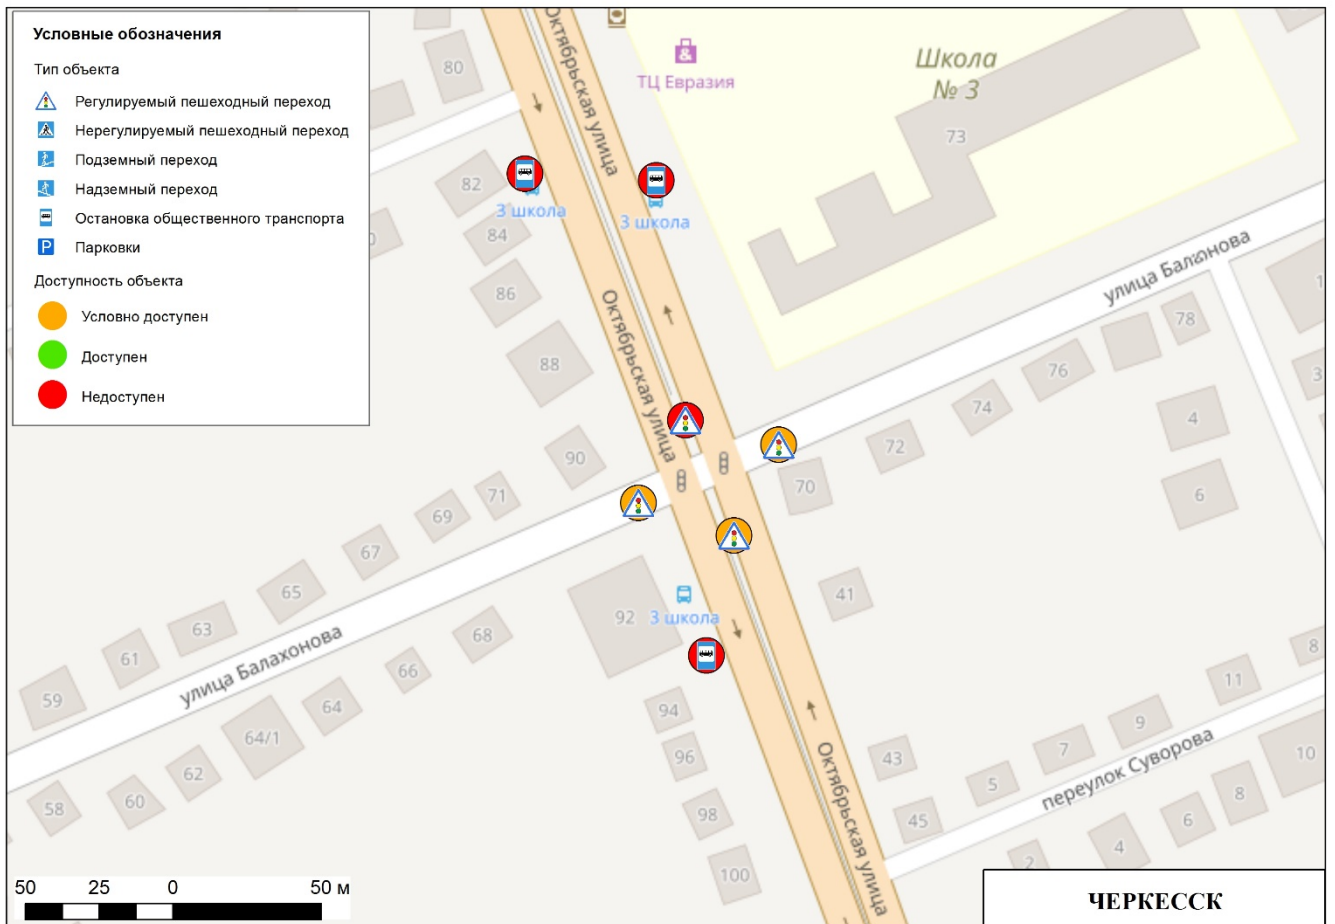 Условные обозначения
Тип объекта
Регулируемый пешеходный переход
Нерегулируемый пешеходный переход
Подземный переход
Надземный переход
Остановка общественного транспорта
P Парковки
Доступность объекта
Условно доступен
Доступен
Недоступен
80
Октябрьская улица
ТЦ Евразия
Школа
№ 3
73
82
3 школа
3 школа
84
86
88
Октябрьская улица
улица Балахонова
78
76
74
72
4
6
90
70
71
69
67
65
63
61
59
92
3 школа
41
68
66
64
64/1
62
60
58
улица Балахонова
94
96
98
100
Октябрьская улица
43
45
5
7
9
11
8
10
переулок Суворова
2
4
6
8
50 25 0 50 м
ЧЕРКЕССК